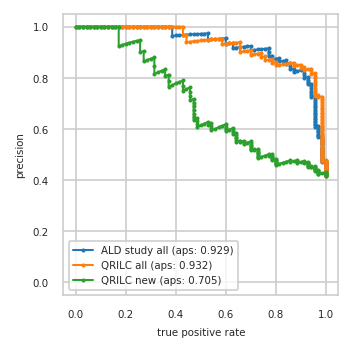 1.0
0.8
0.6
0.4
0.2
0.0
precision
ALD study all (aps: 0.929)
QRILC all (aps: 0.932)
QRILC new (aps: 0.705)
0.0 0.2 0.4 0.6 0.8 1.0
true positive rate